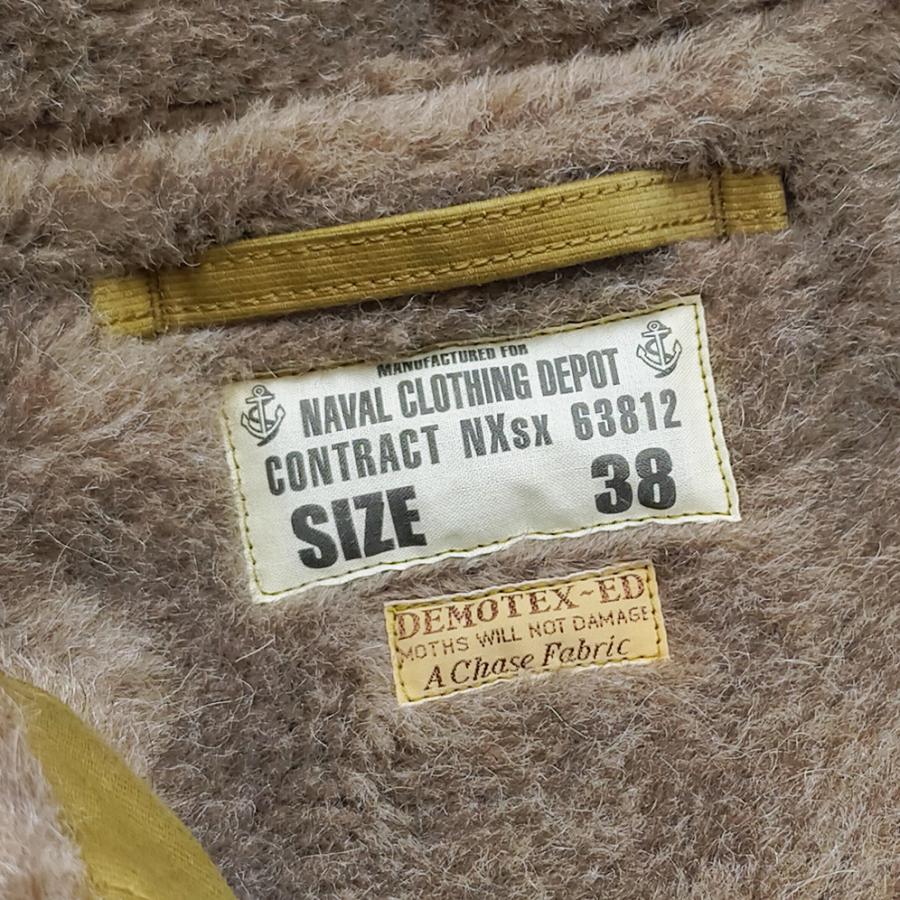 MANUFACTURED FOR
NAVAL CLOTHING DEPOT
CONTRACT NXsx 63812
SIZE 38
DEMOTEX~ED
MOTHS WILL NOT DAMAGE
A Chase Fabric